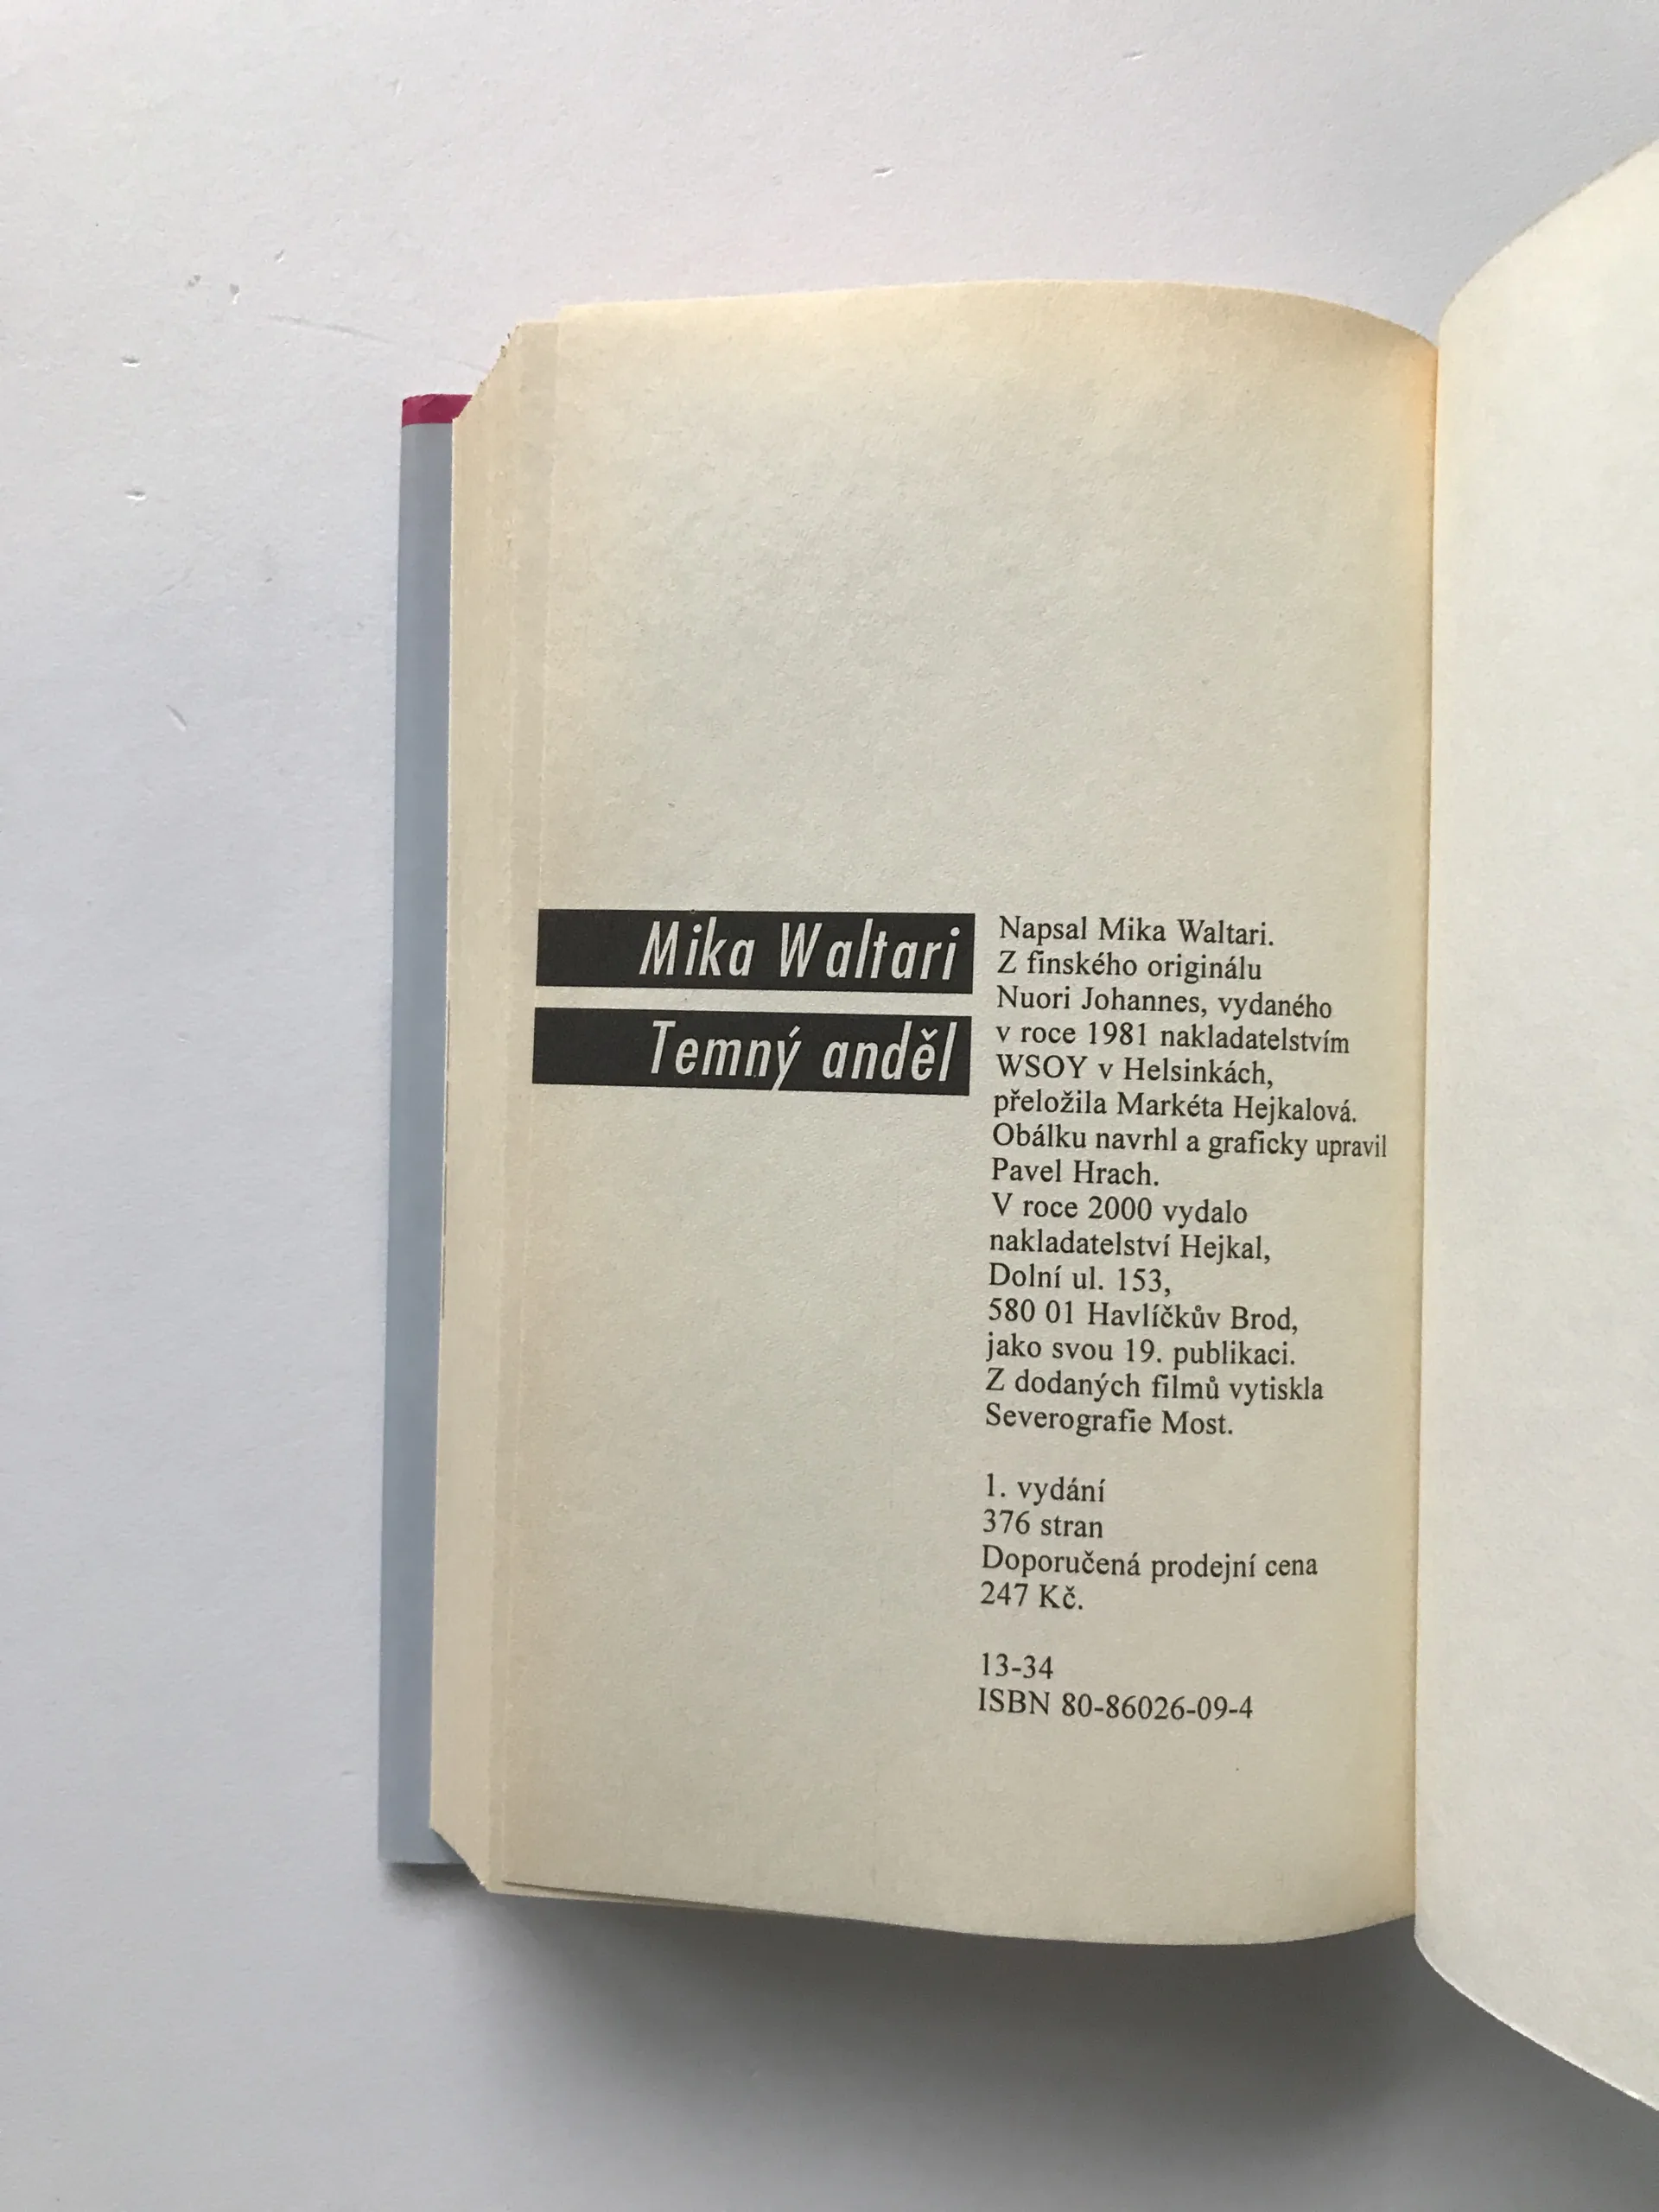 Mika Waltari
Temný anděl
Napsal Mika Waltari.
Z finského originálu
Nuori Johannes, vydaného
v roce 1981 nakladatelstvím
WSOY v Helsinkách,
přeložila Markéta Hejkalová.
Obálku navrhl a graficky upravil
Pavel Hrach.
V roce 2000 vydalo
nakladatelství Hejkal,
Dolní ul. 153,
580 01 Havlíčkův Brod,
jako svou 19. publikaci.
Z dodaných filmů vytiskla
Severografie Most.
1. vydání
376 stran
Doporučená prodejní cena
247 Kč.
13-34
ISBN 80-86026-09-4